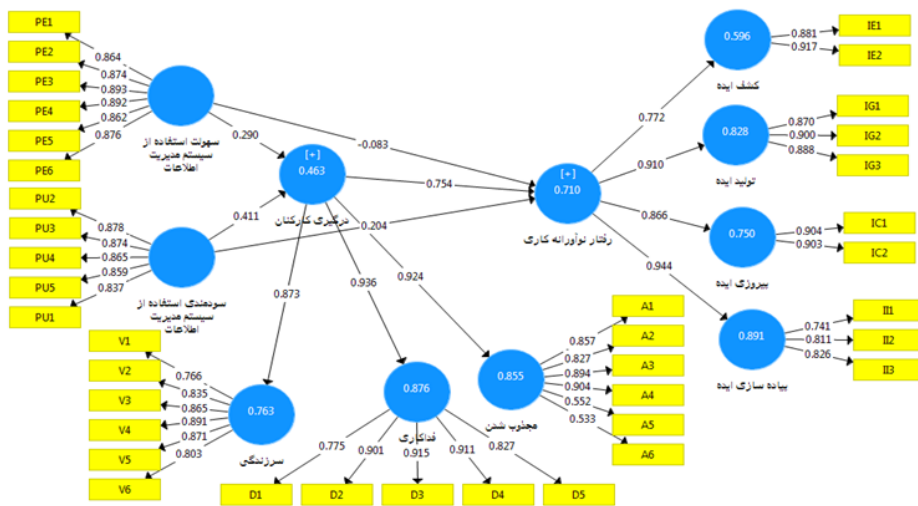 PE1
PE2
PE3
PE4
PE5
PE6
0.864
0.874
0.893
0.892
0.862
0.876
سهولت استفاده از
سیستم مدیریت
اطلاعات
0.290
-0.083
[+]
0.463
درگیری کارکنان
0.754
0.411
0.204
PU2
PU3
PU4
PU5
PU1
0.878
0.874
0.865
0.859
0.837
سودمندی استفاده از
سیستم مدیریت
اطلاعات
[+]
0.710
رفتار نوآورانه کاری
0.772
0.910
0.866
0.944
0.596
کشف ایده
0.881
0.917
IE1
IE2
0.828
تولید ایده
0.870
0.900
0.888
IG1
IG2
IG3
0.750
پیروزی ایده
0.904
0.903
IC1
IC2
0.891
پیاده سازی ایده
0.741
0.811
0.826
II1
II2
II3
0.873
0.936
0.924
V1
V2
V3
V4
V5
V6
0.766
0.835
0.865
0.891
0.871
0.803
0.763
سرزندگی
0.876
فداکاری
0.775
0.901
0.915
0.911
0.827
D1
D2
D3
D4
D5
0.855
مجذوب شدن
0.857
0.827
0.894
0.904
0.552
0.533
A1
A2
A3
A4
A5
A6